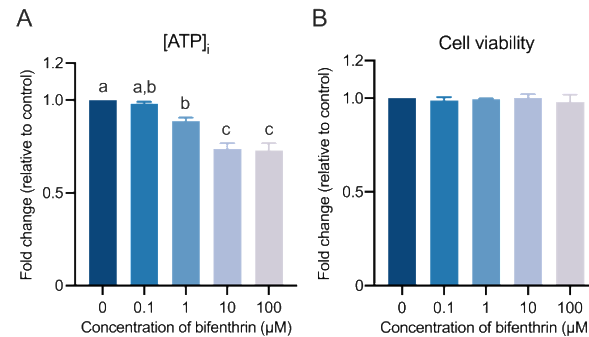 A
[ATP]i
Fold change (relative to control)
1.2
1.0
0.5
0
a
a,b
b
c
c
0
0.1
1
10
100
Concentration of bifenthrin (μM)
B
Cell viability
Fold change (relative to control)
1.2
1.0
0.5
0
0
0.1
1
10
100
Concentration of bifenthrin (μM)